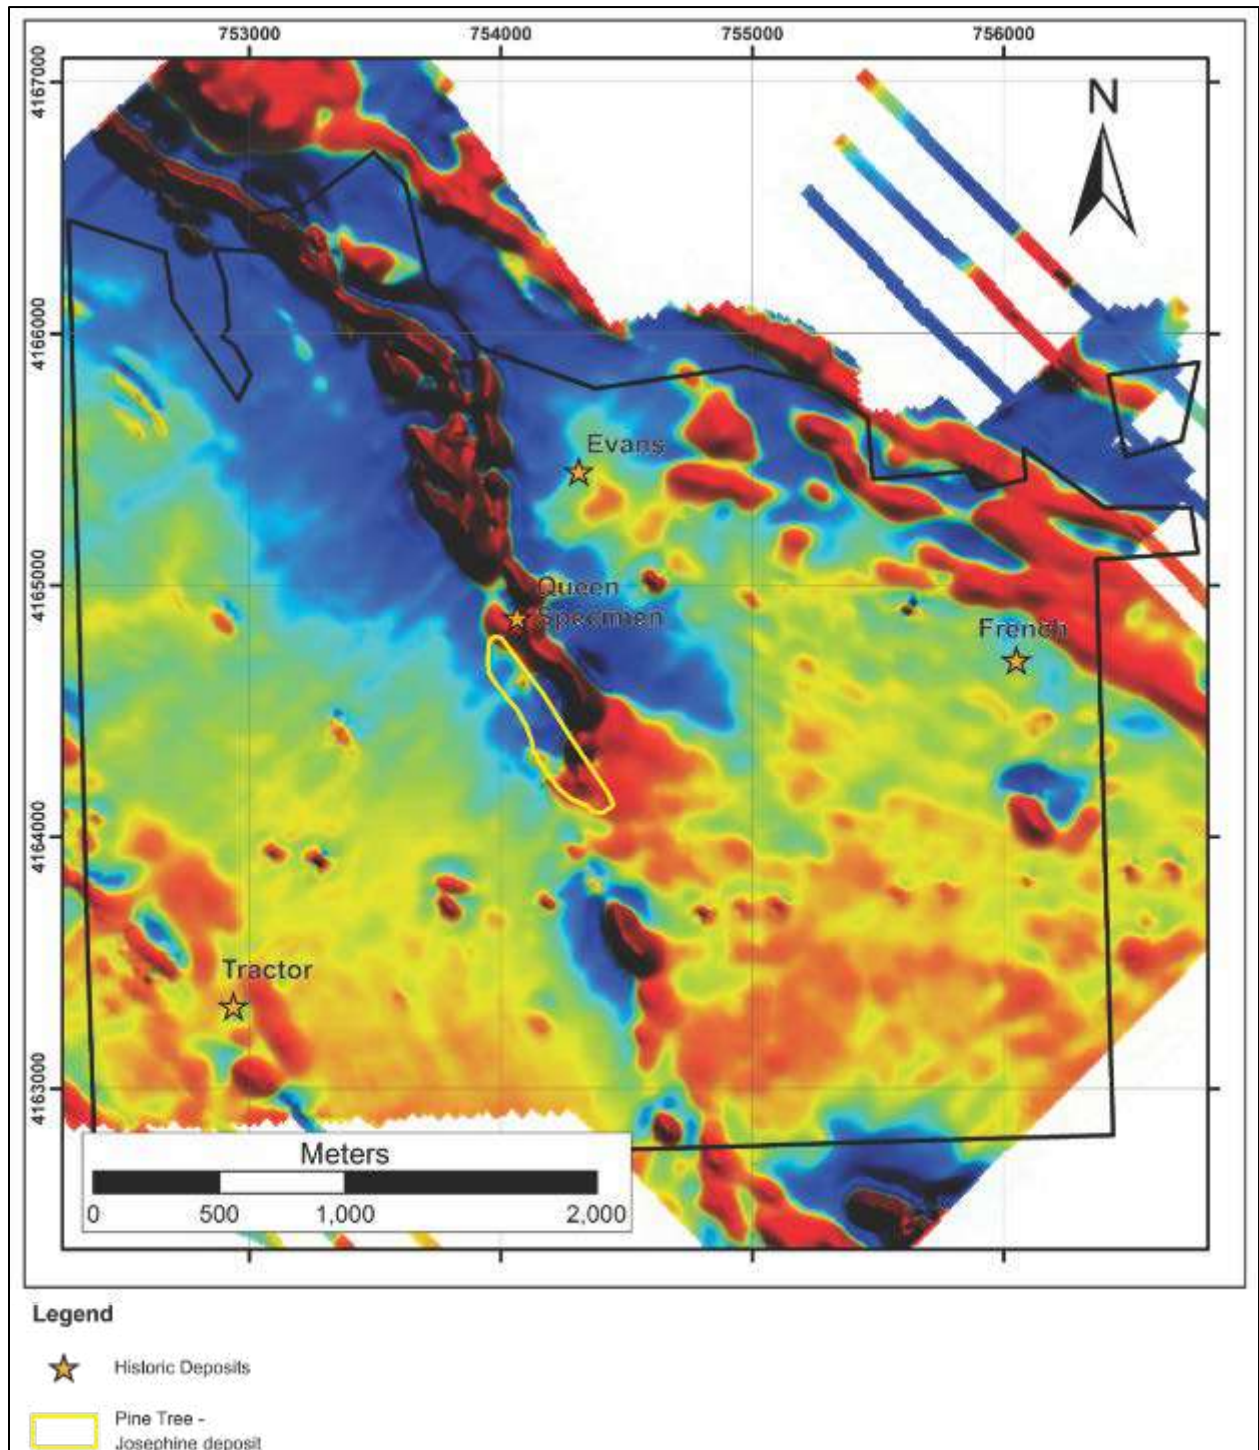 753000 754000 755000 756000
4167000
N
4166000
Evans
4165000
Queen
Specmien
French
4164000
Tractor
4163000
Meters
0 500 1,000 2,000
Legend
Historic Deposits
Pine Tree -
Josephine deposit